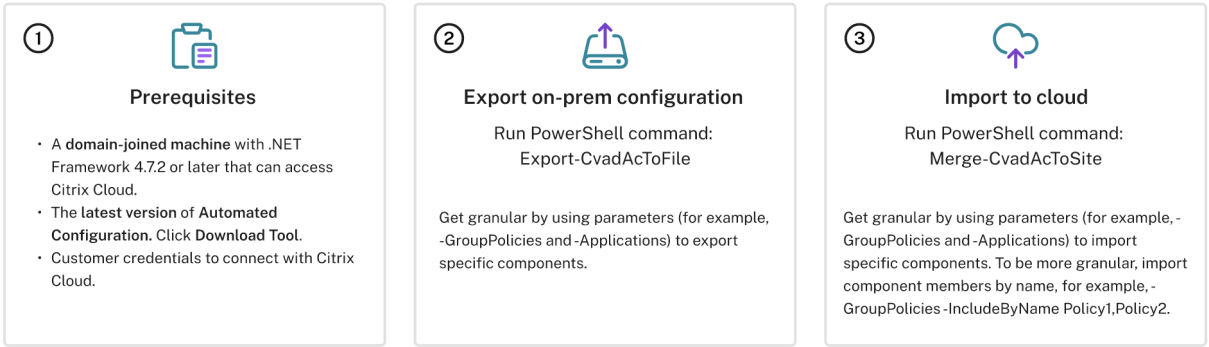 1
Prerequisites
• A domain-joined machine with .NET
Framework 4.7.2 or later that can access
Citrix Cloud.
• The latest version of Automated
Configuration. Click Download Tool.
• Customer credentials to connect with Citrix
Cloud.
2
Export on-prem configuration
Run PowerShell command:
Export-CvadAcToFile
Get granular by using parameters (for example,
-GroupPolicies and -Applications) to export
specific components.
3
Import to cloud
Run PowerShell command:
Merge-CvadAcToSite
Get granular by using parameters (for example, -
GroupPolicies and -Applications) to import
specific components. To be more granular, import
component members by name, for example, -
GroupPolicies -IncludeByName Policy1,Policy2.